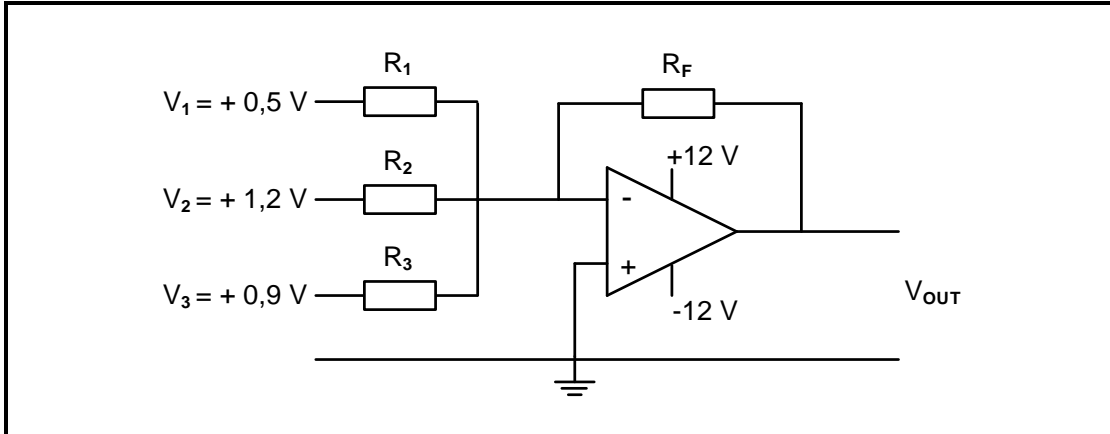 R1 RF
V1 = + 0,5 V
+12 V
R2
V2 = + 1,2 V
-
R3
+
V3 = + 0,9 V
-12 V
VOUT